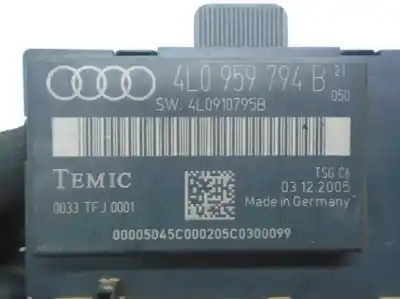 4L0 959 794 B 21
050
SW. 4L0910795B
TEMIC
TSG C6
03.12.2005
0033 TFJ 0001
Made in Germany
00005045C000205C0300099